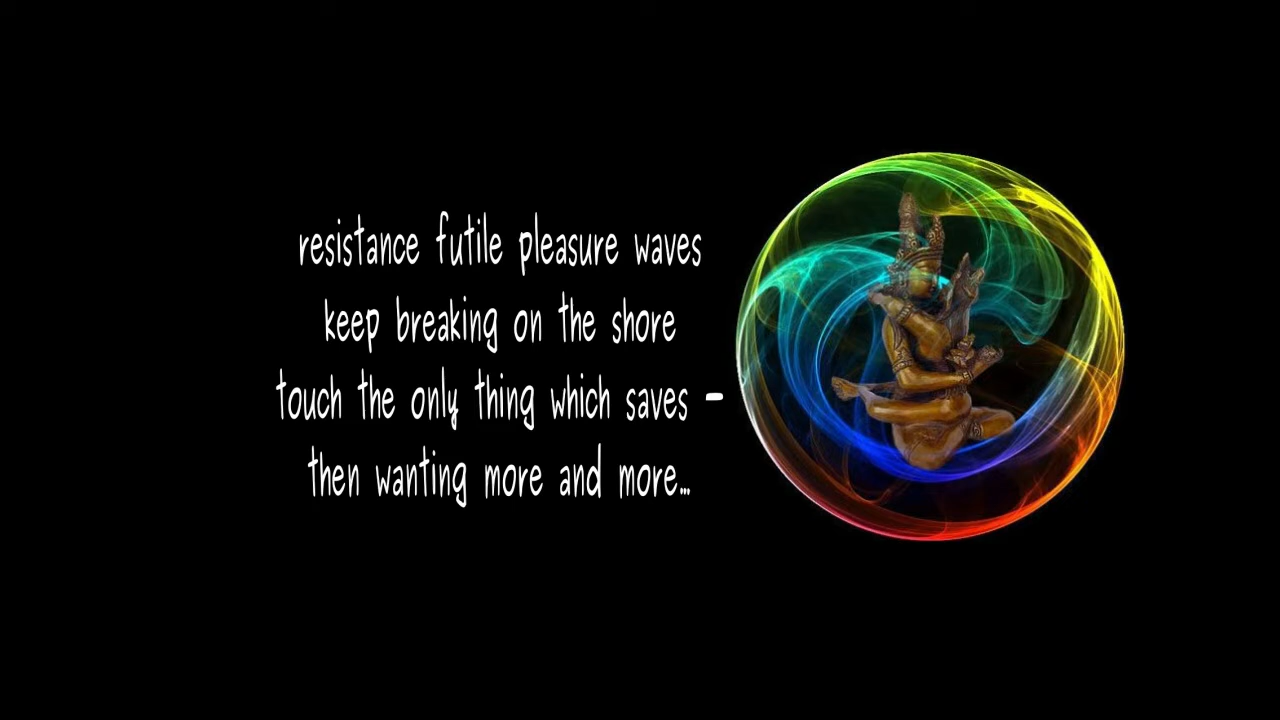 resistance futile pleasure waves
keep breaking on the shore
touch the only thing which saves -
then wanting more and more...